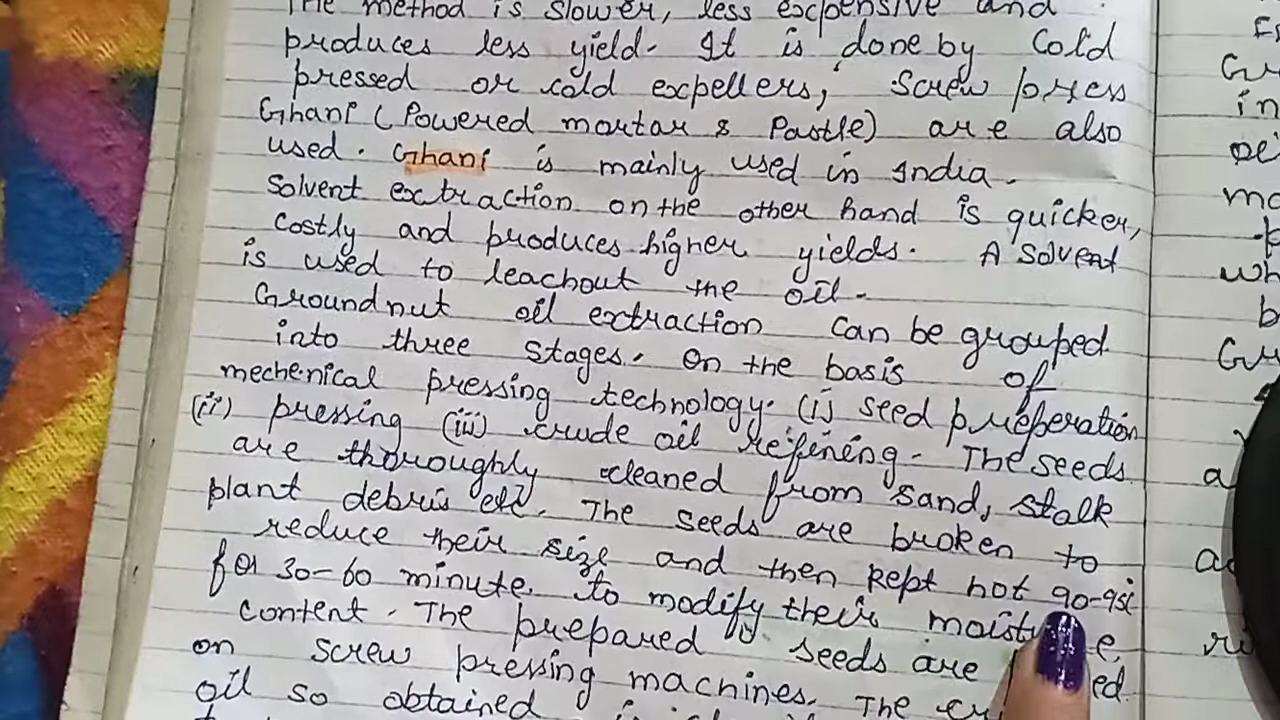 The method is slower, less expensive and
produces less yield. It is done by Cold
pressed or cold expellers, Screw press
Ghani (Powered mortar & Pastle) are also
used. Ghani is mainly used in India.
Solvent extraction on the other hand is quicker,
Costly and produces higher yields. A Solvent
is used to leachout the oil.
Groundnut oil extraction can be grouped
into three stages. On the basis of
mechenical pressing technology. (i) seed preperation
(ii) pressing (iii) crude oil refining. The seeds
are thoroughly cleaned from sand, stalk
plant debris etc. The seeds are broken to
reduce their size and then kept hot 90-95c
for 30-60 minute. to modify their
content. The prepared seeds are
on screw pressing machines. The
oil so obtained
Gr
in
a